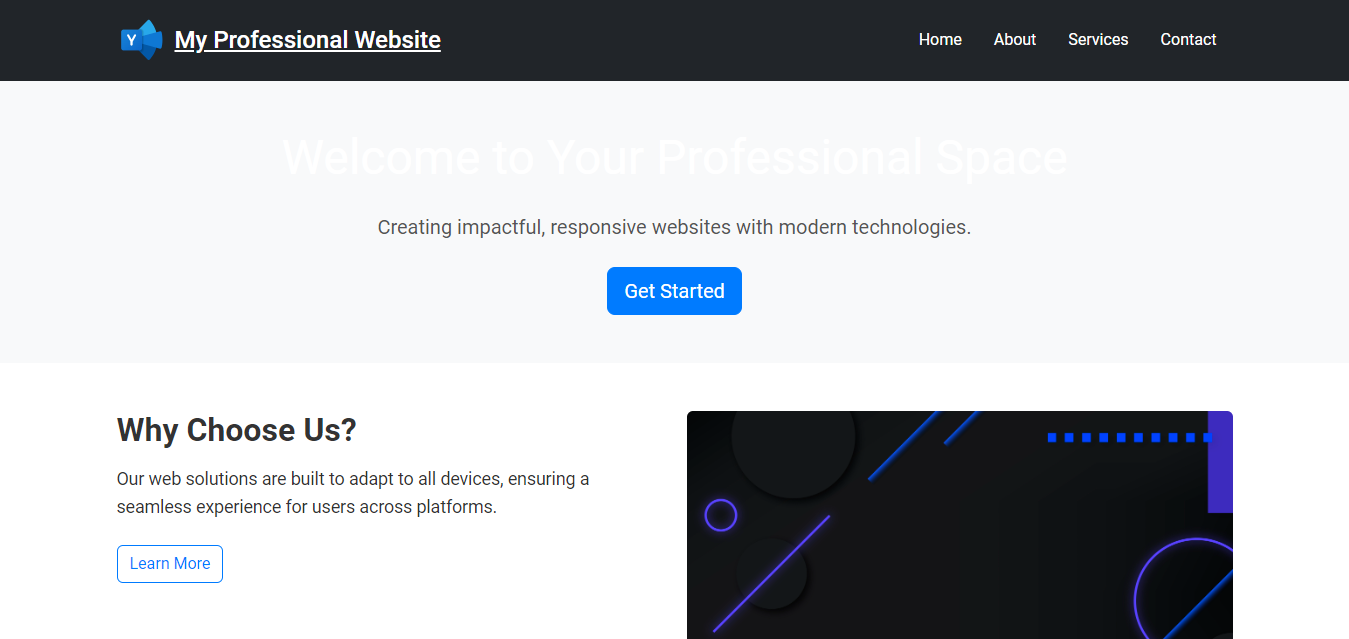 Y
My Professional Website
Home About Services Contact
Welcome to Your Professional Space
Creating impactful, responsive websites with modern technologies.
Get Started
Why Choose Us?
Our web solutions are built to adapt to all devices, ensuring a
seamless experience for users across platforms.
Learn More